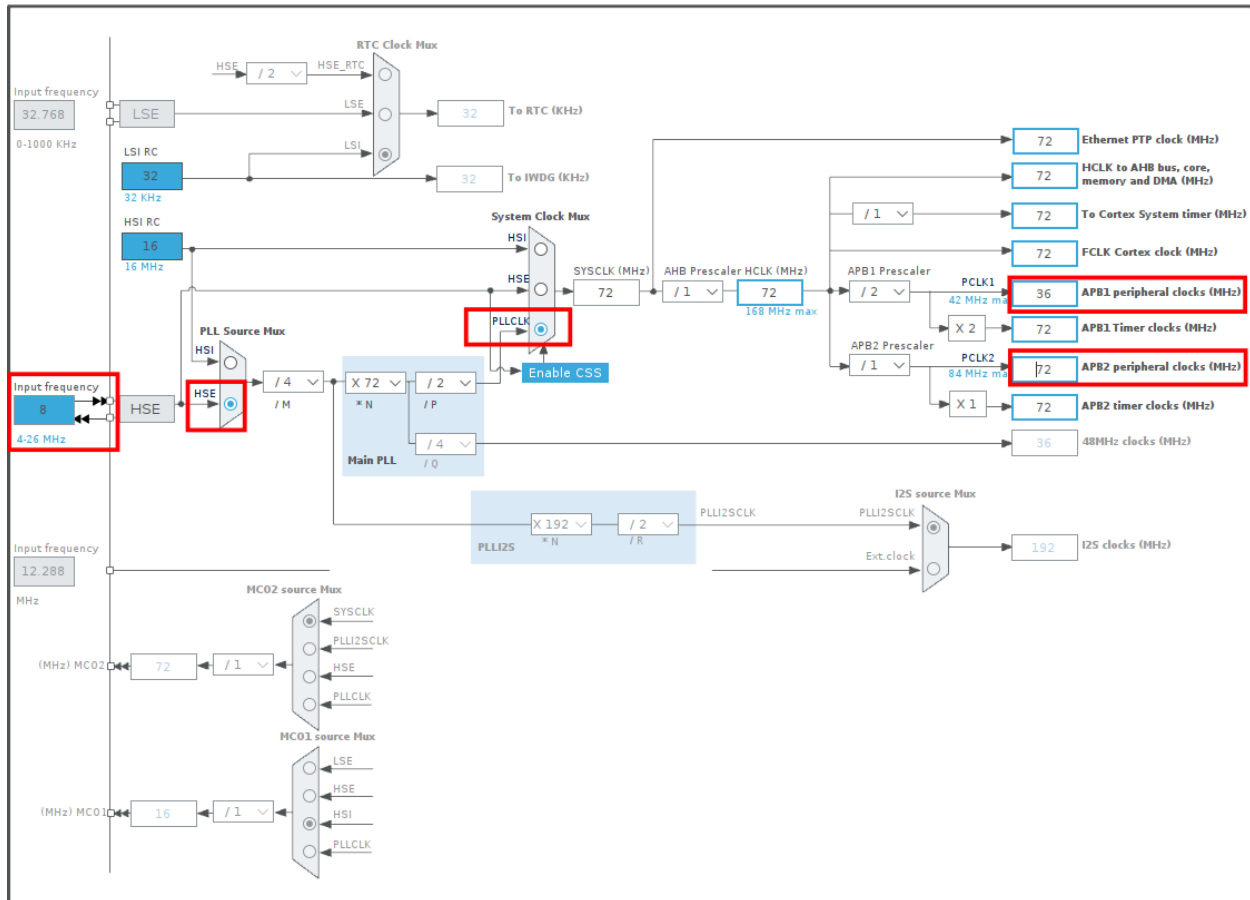 RTC Clock Mux
HSE
/ 2
HSE_RTC
Input frequency
32.768
0-1000 KHz
LSE
LSE
32
To RTC (KHz)
LSI RC
32
32 KHz
LSI
32
To IWDG (KHz)
HSI RC
16
16 MHz
System Clock Mux
HSI
HSE
PLLCLK
Enable CSS
SYSCLK (MHz)
72
AHB Prescaler
/ 1
HCLK (MHz)
72
168 MHz max
72
Ethernet PTP clock (MHz)
72
HCLK to AHB bus, core,
memory and DMA (MHz)
/ 1
72
To Cortex System timer (MHz)
72
FCLK Cortex clock (MHz)
APB1 Prescaler
/ 2
PCLK1
42 MHz ma
36
APB1 peripheral clocks (MHz)
X 2
72
APB1 Timer clocks (MHz)
APB2 Prescaler
/ 1
PCLK2
84 MHz ma
72
APB2 peripheral clocks (MHz)
X 1
72
APB2 timer clocks (MHz)
PLL Source Mux
HSI
HSE
Input frequency
8
4-26 MHz
HSE
/ 4
/ M
X 72
* N
/ 2
/ P
/ 4
/ Q
Main PLL
36
48MHz clocks (MHz)
PLLI2S
X 192
* N
/ 2
/ R
PLLI2SCLK
I2S source Mux
PLLI2SCLK
Ext.clock
192
I2S clocks (MHz)
Input frequency
12.288
MHz
MCO2 source Mux
SYSCLK
PLLI2SCLK
HSE
PLLCLK
(MHz) MCO2
72
/ 1
MCO1 source Mux
LSE
HSE
HSI
PLLCLK
(MHz) MCO1
16
/ 1